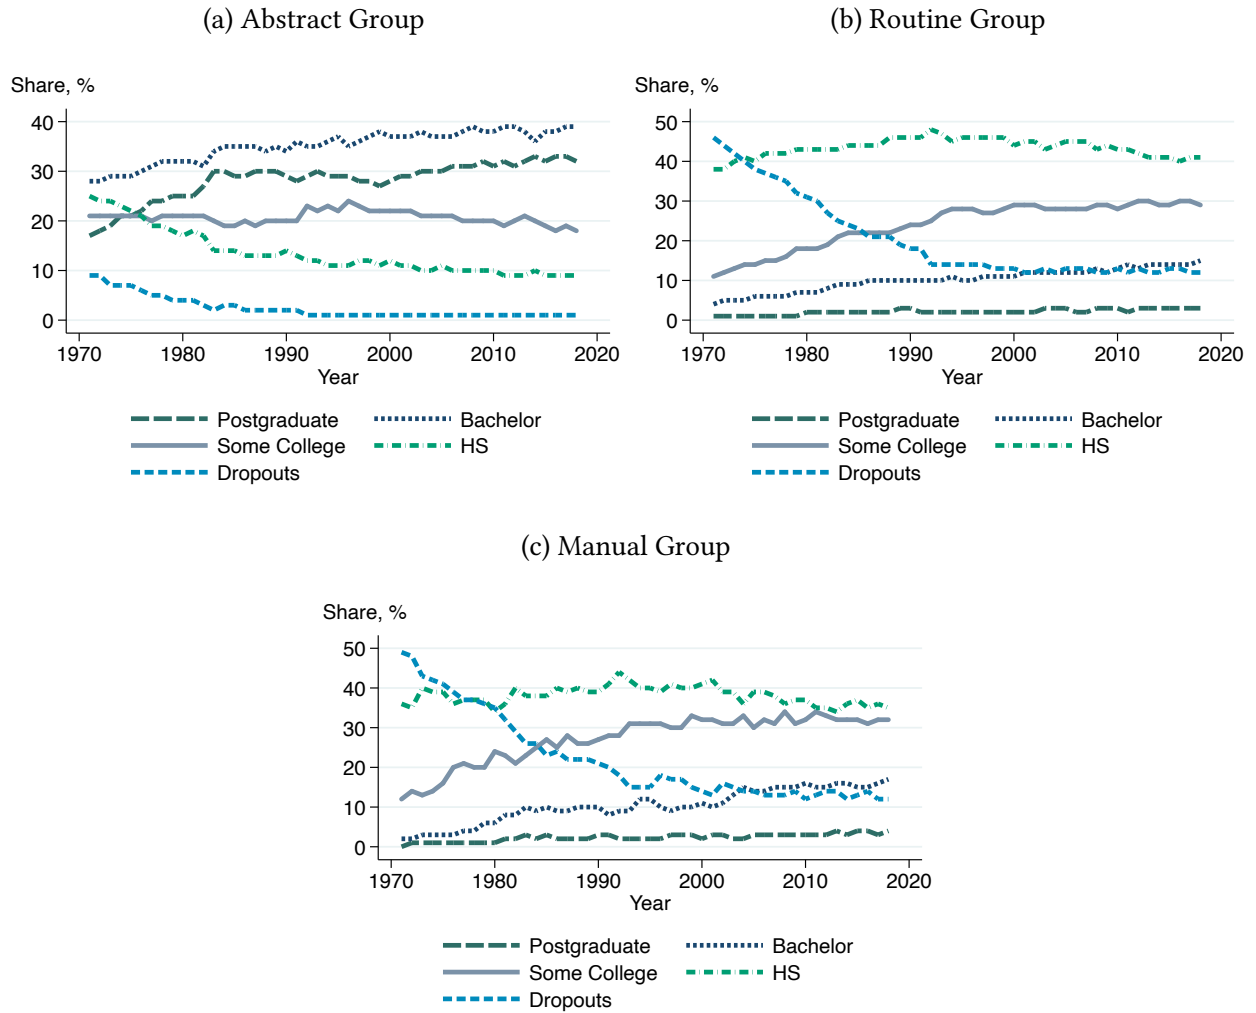 (a) Abstract Group
Share, %
40
30
20
10
0
1970 1980 1990 2000 2010 2020
Year
Postgraduate Bachelor
Some College HS
Dropouts
(b) Routine Group
Share, %
50
40
30
20
10
0
1970 1980 1990 2000 2010 2020
Year
Postgraduate Bachelor
Some College HS
Dropouts
(c) Manual Group
Share, %
50
40
30
20
10
0
1970 1980 1990 2000 2010 2020
Year
Postgraduate Bachelor
Some College HS
Dropouts